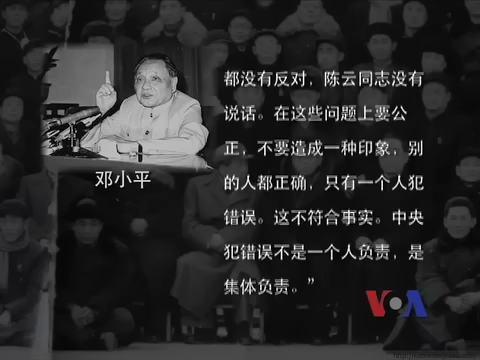 都没有反对，陈云同志没有
说话。在这些问题上要公
正，不要造成一种印象，别
的人都正确，只有一个人犯
错误。这不符合事实。中央
犯错误不是一个人负责，是
集体负责。”
邓小平
VOA